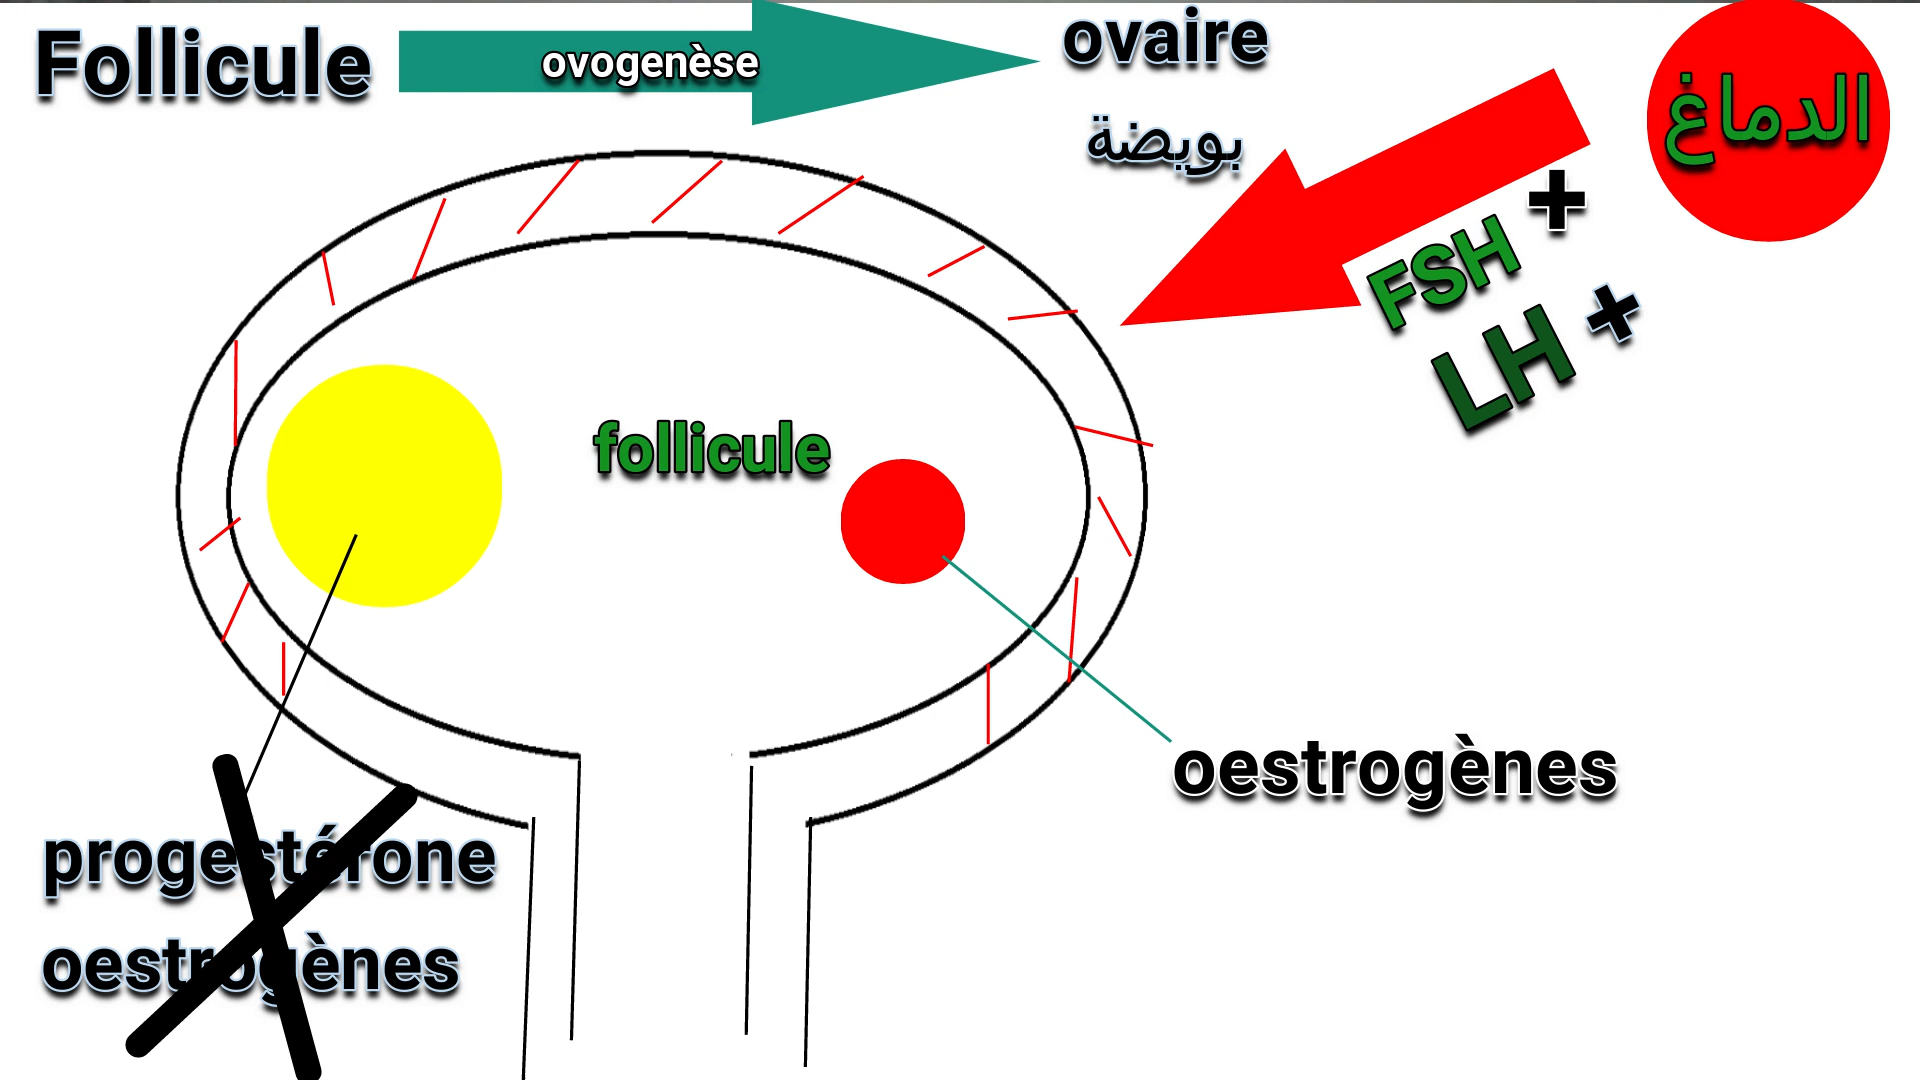 Follicule
ovogenèse
ovaire
بويضة
الدماغ
FSH +
LH +
follicule
oestrogènes
progestérone
oestrogènes